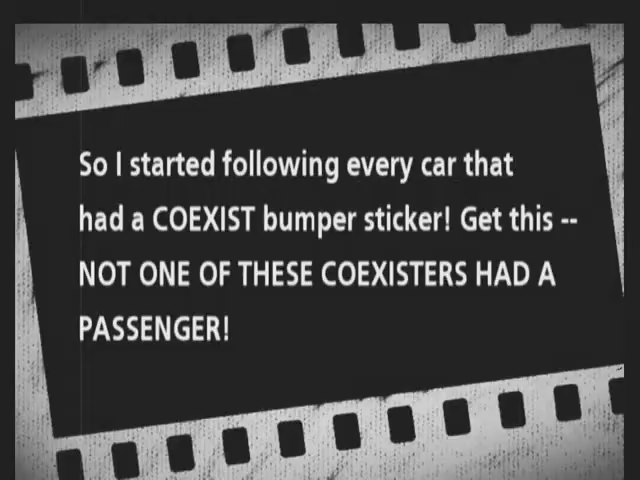 So I started following every car that
had a COEXIST bumper sticker! Get this --
NOT ONE OF THESE COEXISTERS HAD A
PASSENGER!